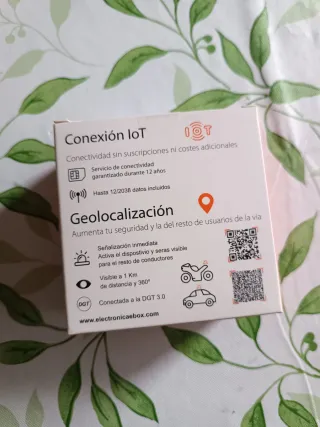 Conexión IoT
IOT
Conectividad sin suscripciones ni costes adicionales
Servicio de conectividad
garantizado durante 12 años
Hasta 12/2038 datos incluidos
Geolocalización
Aumenta tu seguridad y la del resto de usuarios de la via
Señalización inmediata
Activa el dispostivo y seras visible
para el resto de conductores
Visible a 1 Km
de distancia y 360º
DGT
Conectada a la DGT 3.0
www.electronicaebox.com